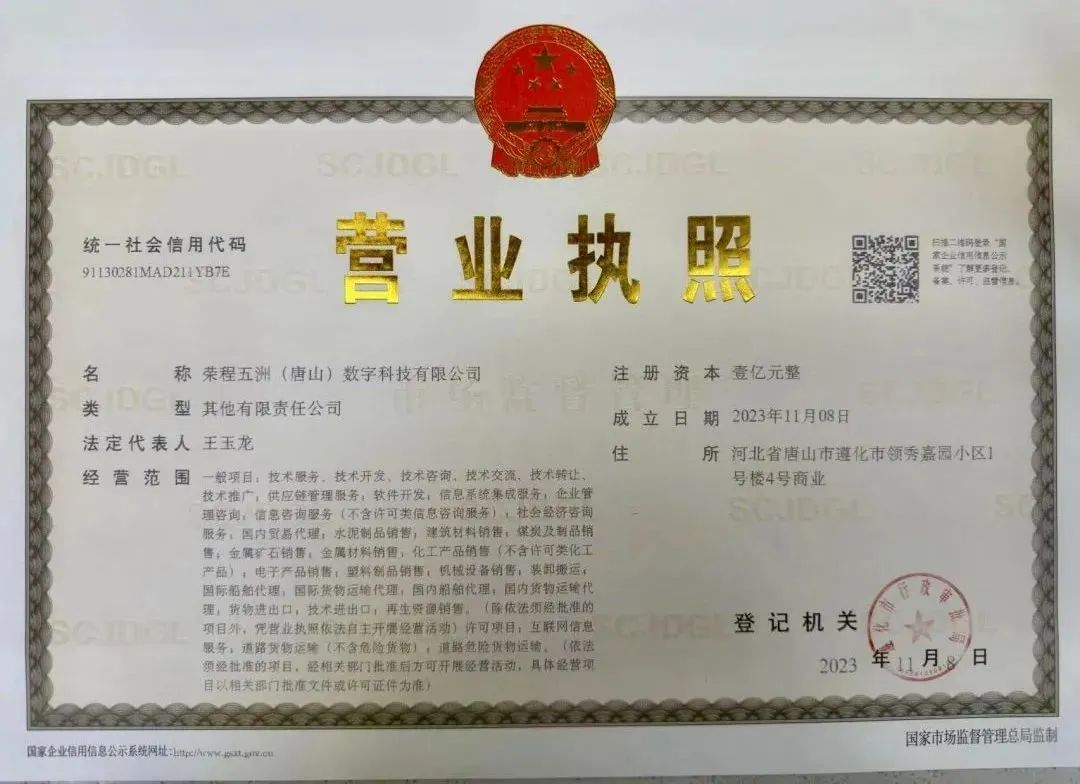 营业执照
统一社会信用代码
91130281MAD211YB7E
扫描二维码登录“国
家企业信用信息公示
系统”了解更多登记、
备案、许可、监管信息。
名称 荣程五洲（唐山）数字科技有限公司
类型 其他有限责任公司
法定代表人 王玉龙
经营范围 一般项目：技术服务、技术开发、技术咨询、技术交流、技术转让、
技术推广；供应链管理服务；软件开发；信息系统集成服务；企业管
理咨询；信息咨询服务（不含许可类信息咨询服务）；社会经济咨询
服务；国内贸易代理；水泥制品销售；建筑材料销售；煤炭及制品销
售；金属矿石销售；金属材料销售；化工产品销售（不含许可类化工
产品）；电子产品销售；塑料制品销售；机械设备销售；装卸搬运；
国际船舶代理；国际货物运输代理；国内船舶代理；国内货物运输代
理；货物进出口；技术进出口；再生资源销售。（除依法须经批准的
项目外，凭营业执照依法自主开展经营活动）许可项目：互联网信息
服务；道路货物运输（不含危险货物）；道路危险货物运输。（依法
须经批准的项目，经相关部门批准后方可开展经营活动，具体经营项
目以相关部门批准文件或许可证件为准）
注册资本 壹亿元整
成立日期 2023年11月08日
住所 河北省唐山市遵化市领秀嘉园小区1
号楼4号商业
登记机关
遵化市行政审批局
2023 年 11 月 8 日
国家企业信用信息公示系统网址：http://www.gsxt.gov.cn
国家市场监督管理总局监制
SCJDGL
市场监督管理